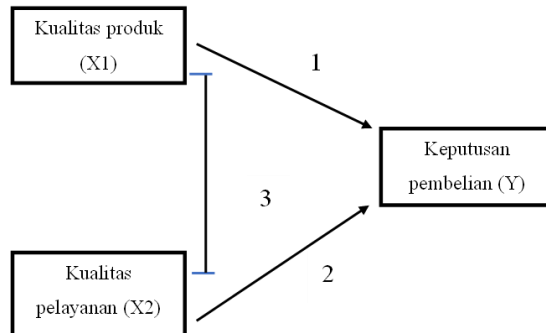 Kualitas produk
(X1)
1
Keputusan
pembelian (Y)
3
Kualitas
pelayanan (X2)
2